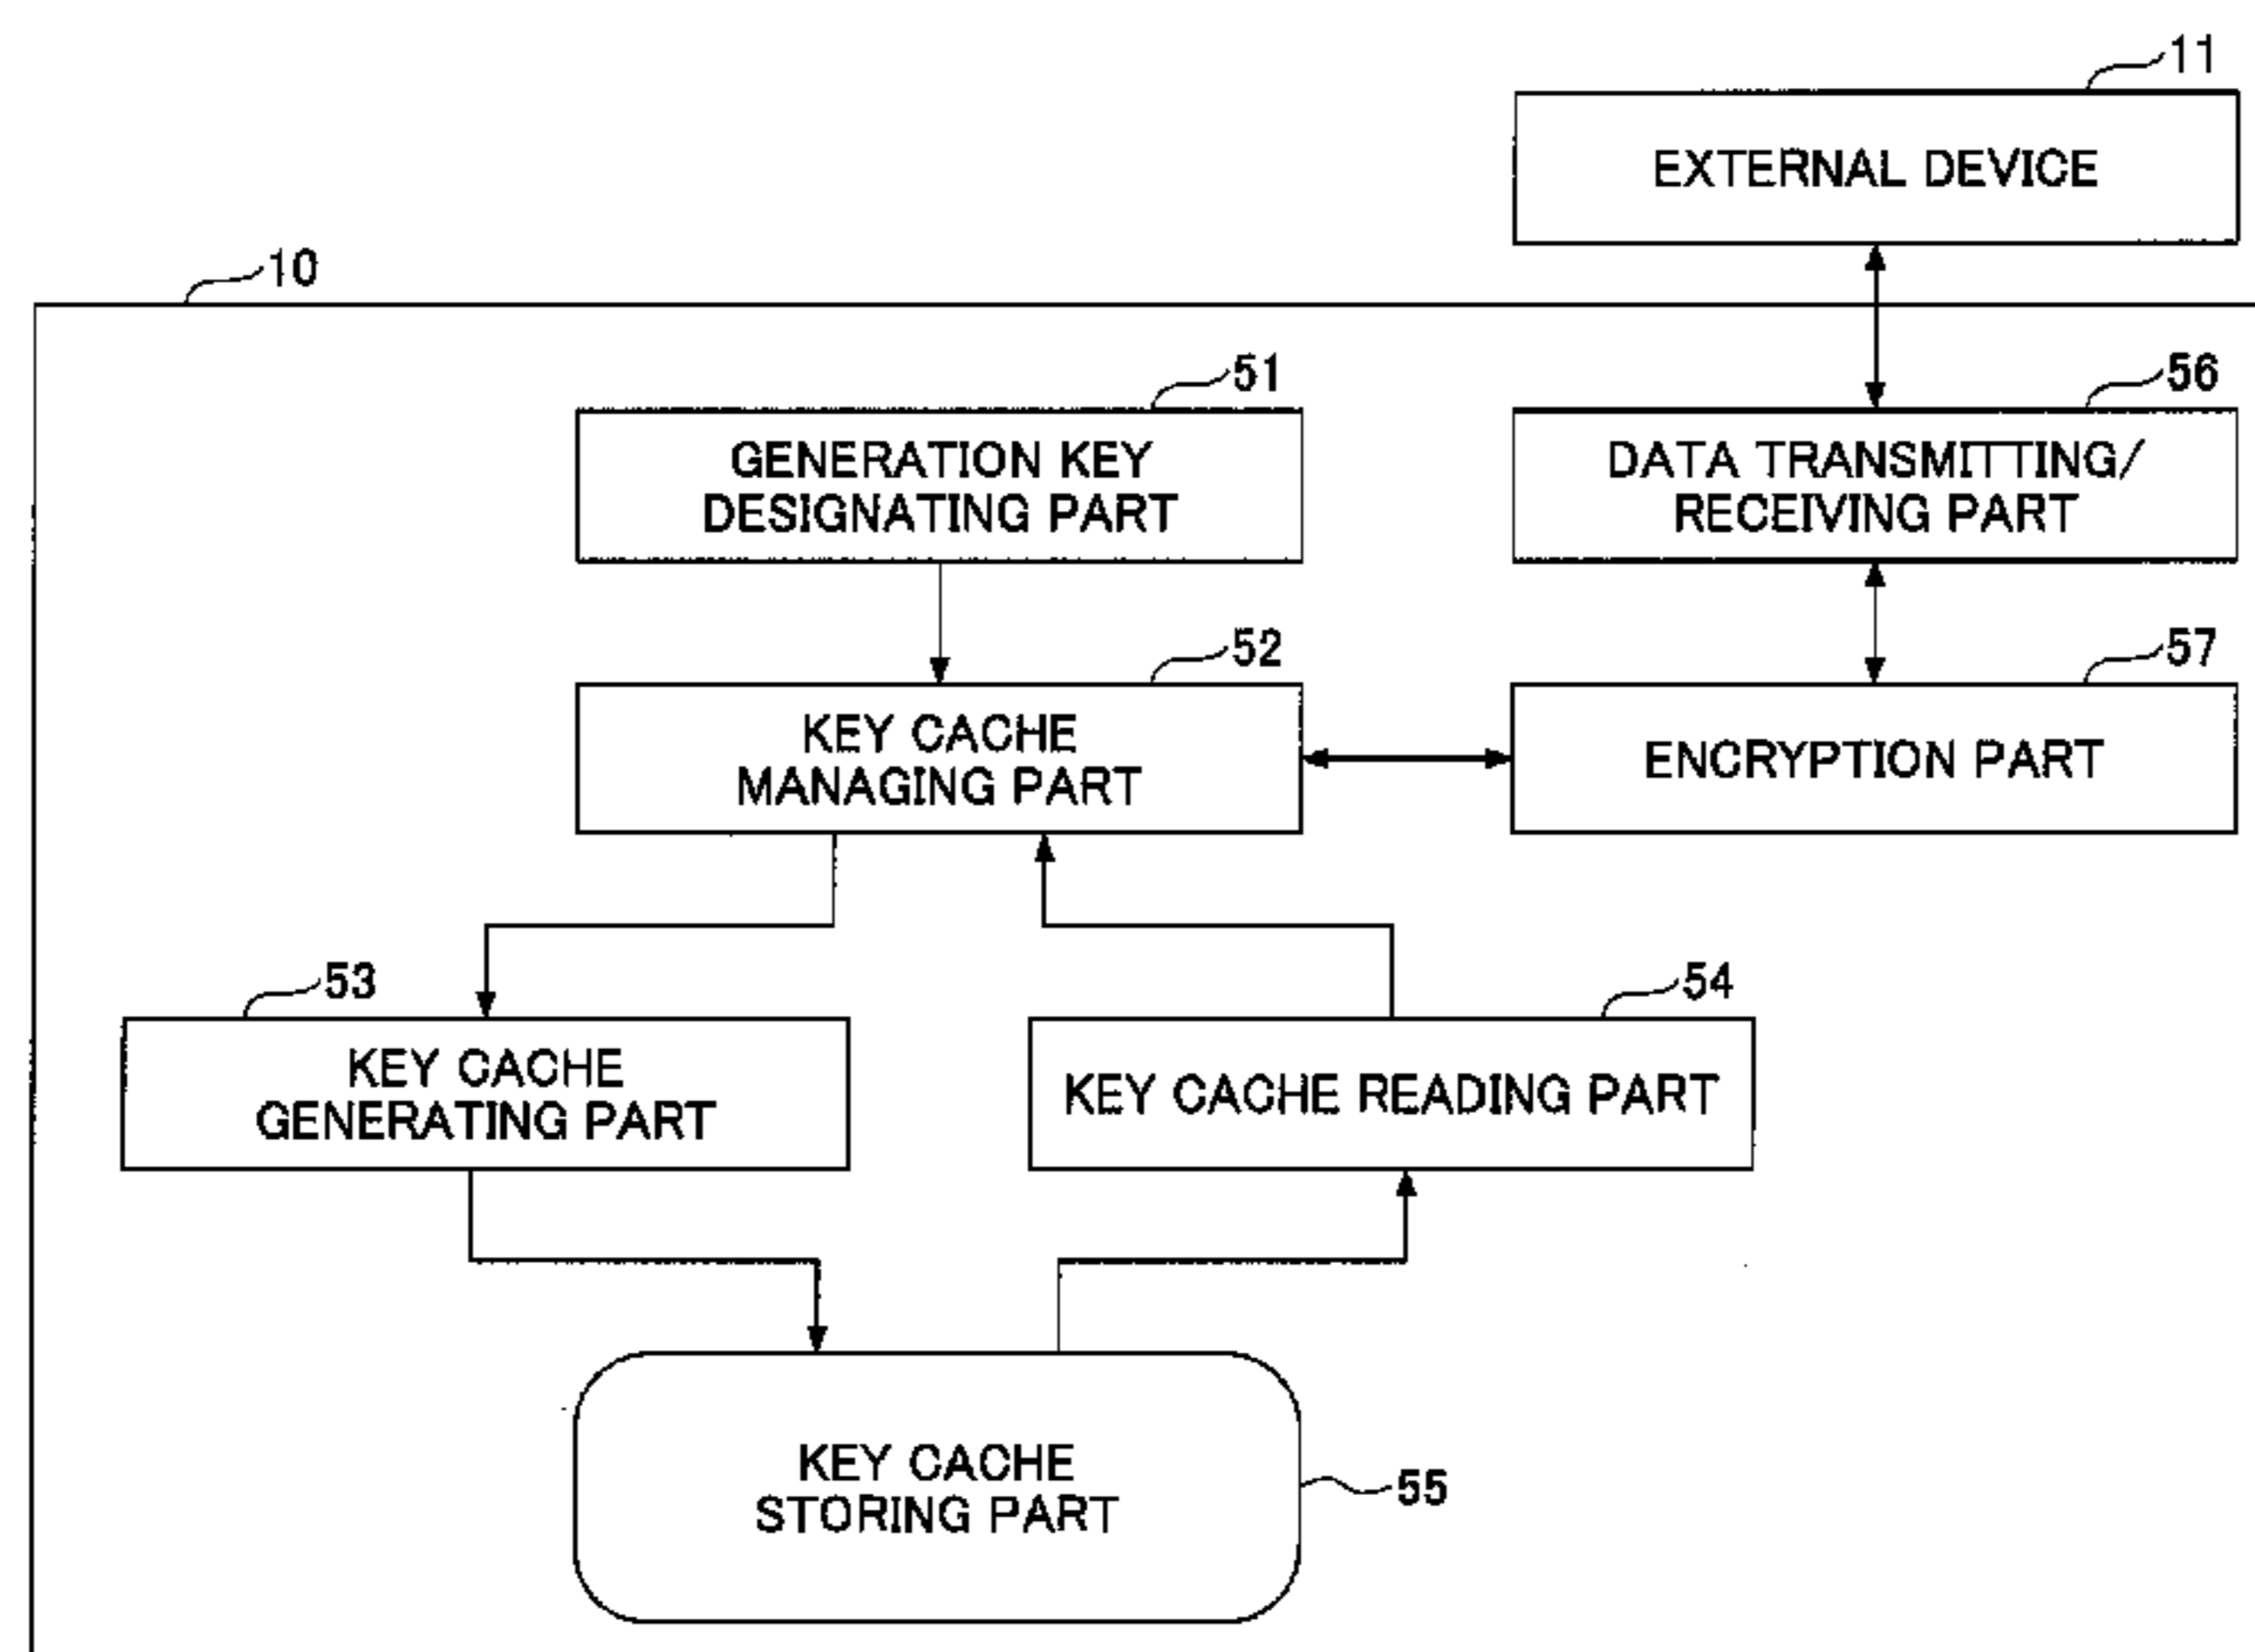 11
EXTERNAL DEVICE
10
51
GENERATION KEY
DESIGNATING PART
56
DATA TRANSMITTING/
RECEIVING PART
52
KEY CACHE
MANAGING PART
57
ENCRYPTION PART
53
KEY CACHE
GENERATING PART
54
KEY CACHE READING PART
KEY CACHE
STORING PART
55